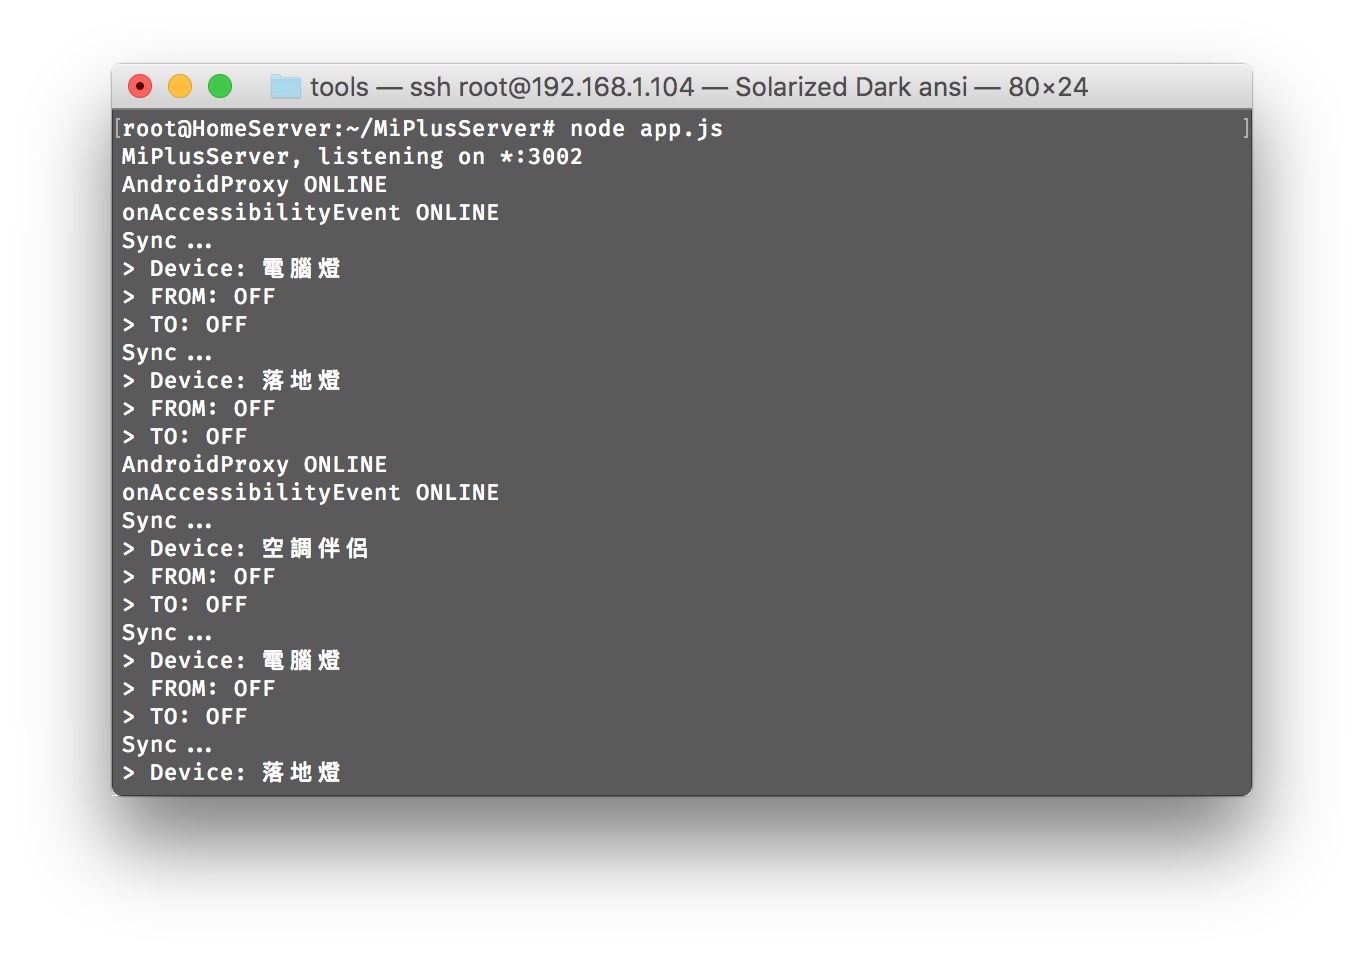 tools — ssh root@192.168.1.104 — Solarized Dark ansi — 80×24
[root@HomeServer:~/MiPlusServer# node app.js ]
MiPlusServer, listening on *:3002
AndroidProxy ONLINE
onAccessibilityEvent ONLINE
Sync …
> Device: 電腦燈
> FROM: OFF
> TO: OFF
Sync …
> Device: 落地燈
> FROM: OFF
> TO: OFF
AndroidProxy ONLINE
onAccessibilityEvent ONLINE
Sync …
> Device: 空調伴侶
> FROM: OFF
> TO: OFF
Sync …
> Device: 電腦燈
> FROM: OFF
> TO: OFF
Sync …
> Device: 落地燈